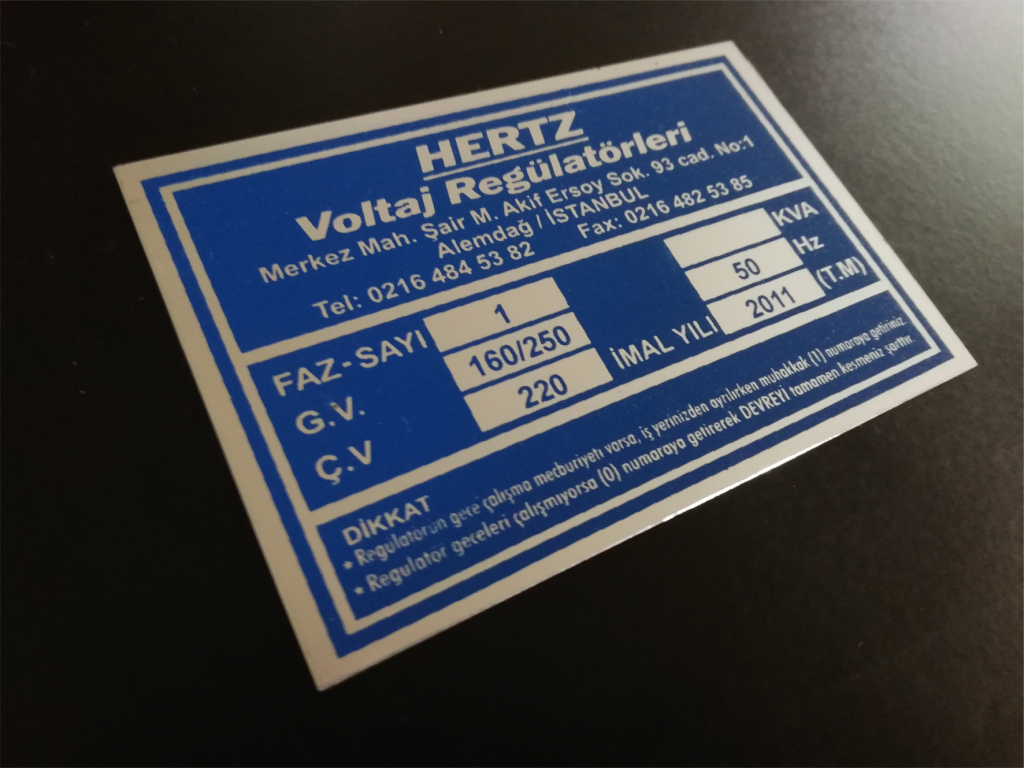 HERTZ
Voltaj Regülatörleri
Merkez Mah. Şair M. Akif Ersoy Sok. 93 cad. No:1
Alemdağ / İSTANBUL
Tel: 0216 484 53 82 Fax: 0216 482 53 85
FAZ-SAYI 1 KVA
G.V. 160/250 50 Hz
Ç.V 220 İMAL YILI 2011 (T.M)
DİKKAT
• Regülatörün gece çalışma mecburiyeti varsa, iş yerinizden ayrılırken muhakkak (1) numaraya getiriniz.
• Regulatör geceleri çalışmıyorsa (0) numaraya getirerek DEVREYİ tamamen kesmeniz şarttır.